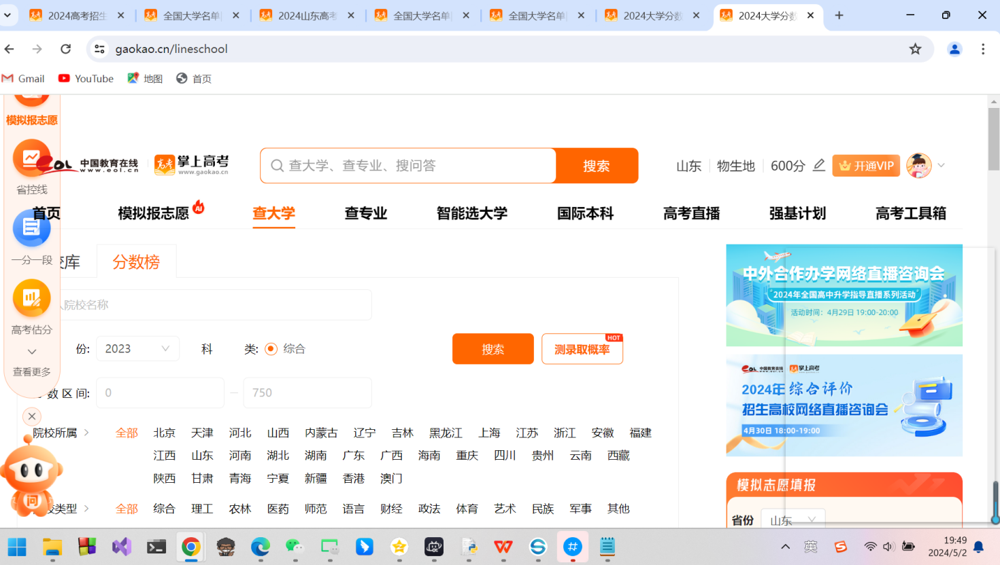 2024高考招生
全国大学名单
2024山东高考
全国大学名单
全国大学名单
2024大学分数
2024大学分数
gaokao.cn/lineschool
Gmail
YouTube
地图
首页
模拟报志愿
省控线
一分一段
高考估分
查看更多
eol 中国教育在线
www.eol.cn
高考 掌上高考
www.gaokao.cn
查大学、查专业、搜问答
搜索
山东 物生地 600分
开通VIP
首页 模拟报志愿 AI 查大学 查专业 智能选大学 国际本科 高考直播 强基计划 高考工具箱
校库 分数榜
院校名称
份: 2023 科 类: 综合
搜索
测录取概率
HOT
数区间: 0 — 750
院校所属 全部 北京 天津 河北 山西 内蒙古 辽宁 吉林 黑龙江 上海 江苏 浙江 安徽 福建
江西 山东 河南 湖北 湖南 广东 广西 海南 重庆 四川 贵州 云南 西藏
陕西 甘肃 青海 宁夏 新疆 香港 澳门
校类型 全部 综合 理工 农林 医药 师范 语言 财经 政法 体育 艺术 民族 军事 其他
问
中外合作办学网络直播咨询会
2024年全国高中升学指导直播系列活动
活动时间：4月29日 19:00-20:00
eol 中国教育在线 掌上高考
2024年 综合评价
招生高校网络直播咨询会
4月30日 18:00-19:00
模拟志愿填报
省份 山东
英
19:49
2024/5/2